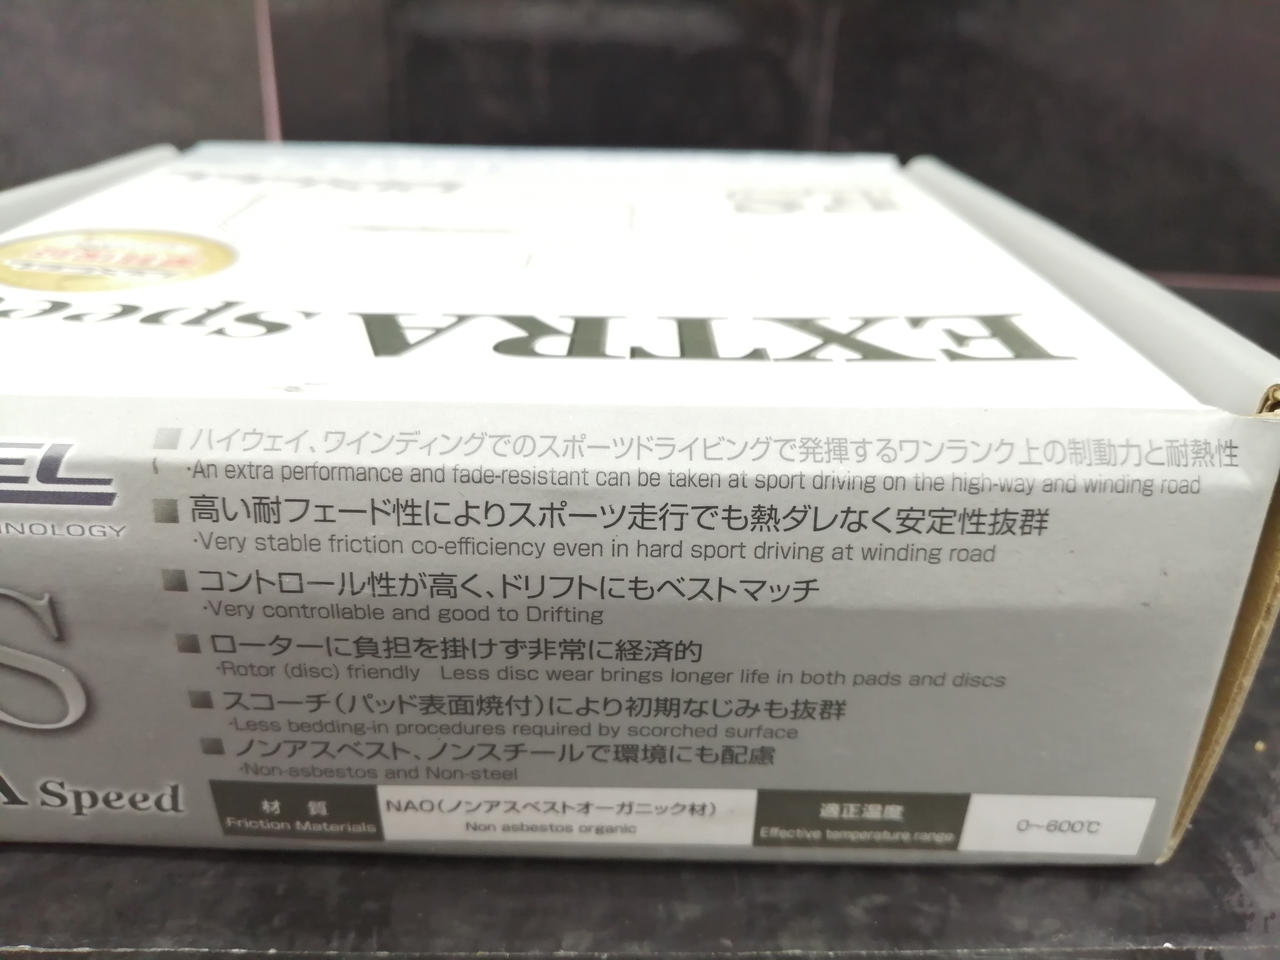 ES
EXTRA Speed
EL
HNOLOGY
S
A Speed
■ ハイウェイ、ワインディングでのスポーツドライビングで発揮するワンランク上の制動力と耐熱性
·An extra performance and fade-resistant can be taken at sport driving on the high-way and winding road
■ 高い耐フェード性によりスポーツ走行でも熱ダレなく安定性抜群
·Very stable friction co-efficiency even in hard sport driving at winding road
■ コントロール性が高く、ドリフトにもベストマッチ
·Very controllable and good to Drifting
■ ローターに負担を掛けず非常に経済的
·Rotor (disc) friendly Less disc wear brings longer life in both pads and discs
■ スコーチ(パッド表面焼付)により初期なじみも抜群
·Less bedding-in procedures required by scorched surface
■ ノンアスベスト、ノンスチールで環境にも配慮
·Non-asbestos and Non-steel
材 質
Friction Materials
NAO(ノンアスベストオーガニック材)
Non asbestos organic
適正温度
Effective temperature range
0〜600℃